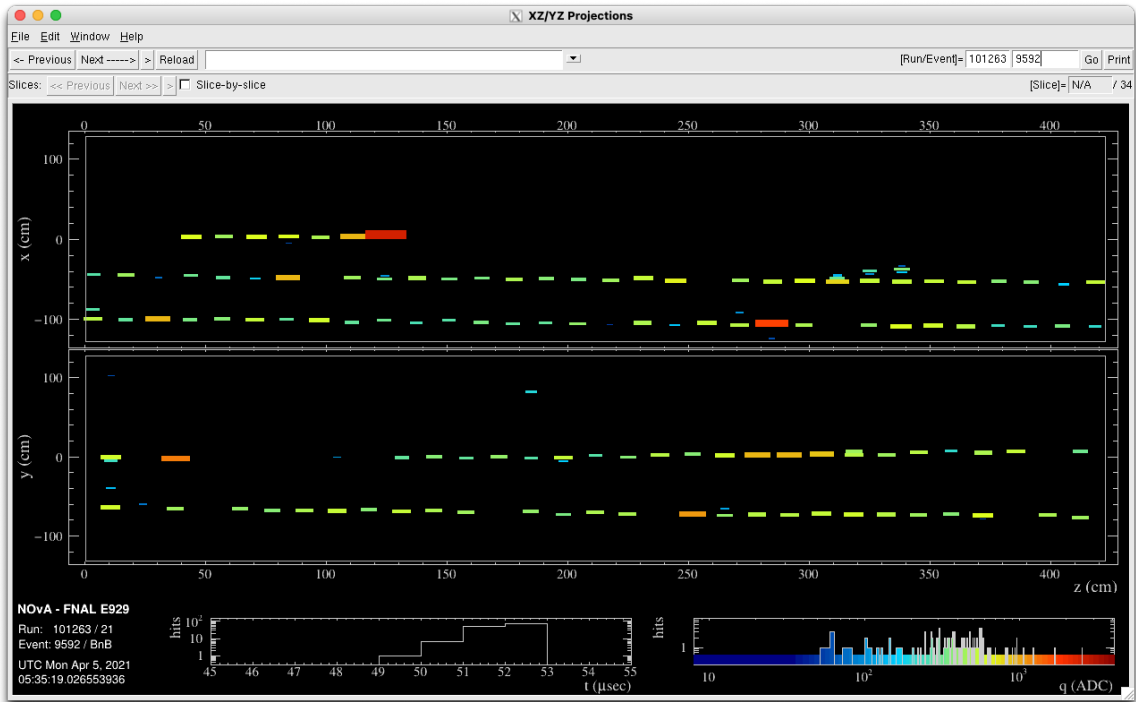 XZ/YZ Projections
File Edit Window Help
<- Previous Next -----> > Reload [Run/Event]= 101263 9592 Go Print
Slices: << Previous Next >> > Slice-by-slice [Slice]= N/A / 34
0 50 100 150 200 250 300 350 400
100
0
−100
x (cm)
100
0
−100
y (cm)
0 50 100 150 200 250 300 350 400
z (cm)
NOvA - FNAL E929
Run: 101263 / 21
Event: 9592 / BnB
UTC Mon Apr 5, 2021
05:35:19.026553936
hits
10²
10
1
45 46 47 48 49 50 51 52 53 54 55
t (μsec)
hits
1
10 10² 10³
q (ADC)